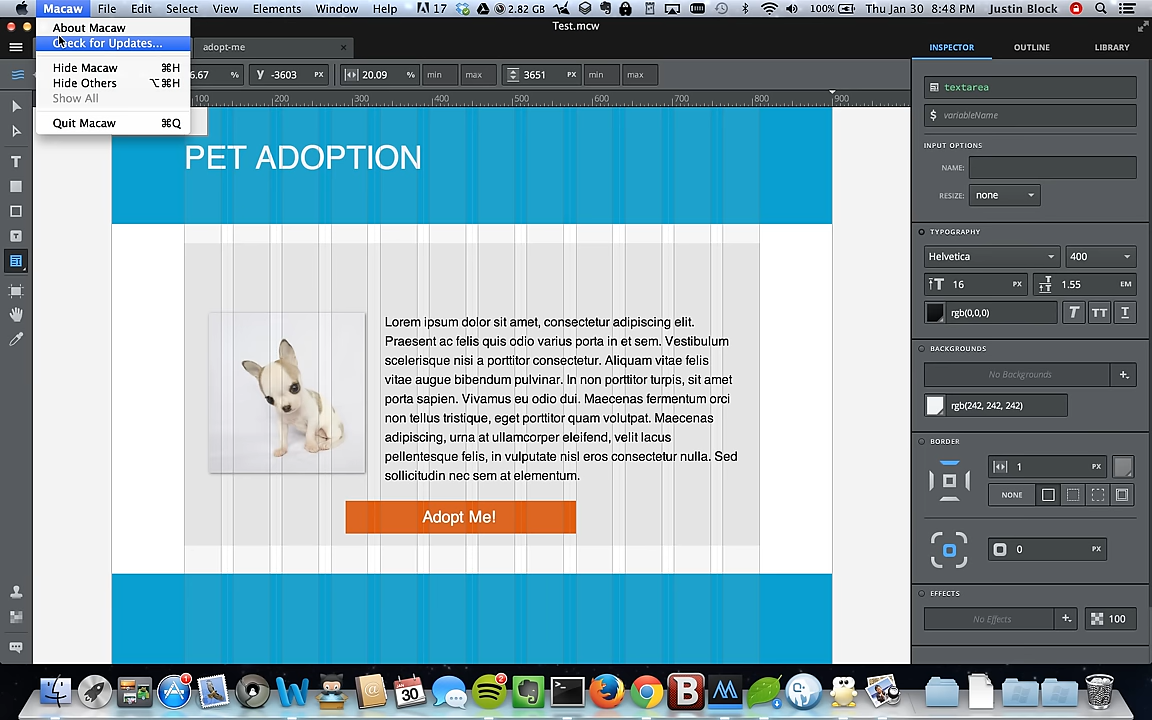 Macaw File Edit Select View Elements Window Help 17 2.82 GB 100% Thu Jan 30 8:48 PM Justin Block
Test.mcw
About Macaw
Check for Updates...
Hide Macaw ⌘H
Hide Others ⌥⌘H
Show All
Quit Macaw ⌘Q
adopt-me ×
INSPECTOR OUTLINE LIBRARY
6.67 % Y -3603 PX 20.09 % min max 3651 PX min max
100 200 300 400 500 600 700 800 900
textarea
$ variableName
INPUT OPTIONS
NAME:
RESIZE: none
TYPOGRAPHY
Helvetica 400
T 16 PX 1.55 EM
rgb(0,0,0) T TT T
BACKGROUNDS
No Backgrounds +
rgb(242, 242, 242)
BORDER
1 PX
NONE
0 PX
EFFECTS
No Effects + 100
PET ADOPTION
Lorem ipsum dolor sit amet, consectetur adipiscing elit.
Praesent ac felis quis odio varius porta in et sem. Vestibulum
scelerisque nisi a porttitor consectetur. Aliquam vitae felis
vitae augue bibendum pulvinar. In non porttitor turpis, sit amet
porta sapien. Vivamus eu odio dui. Maecenas fermentum orci
non tellus tristique, eget porttitor quam volutpat. Maecenas
adipiscing, urna at ullamcorper eleifend, velit lacus
pellentesque felis, in vulputate nisl eros consectetur nulla. Sed
sollicitudin nec sem at elementum.
Adopt Me!
T
1 JAN 30 2 B